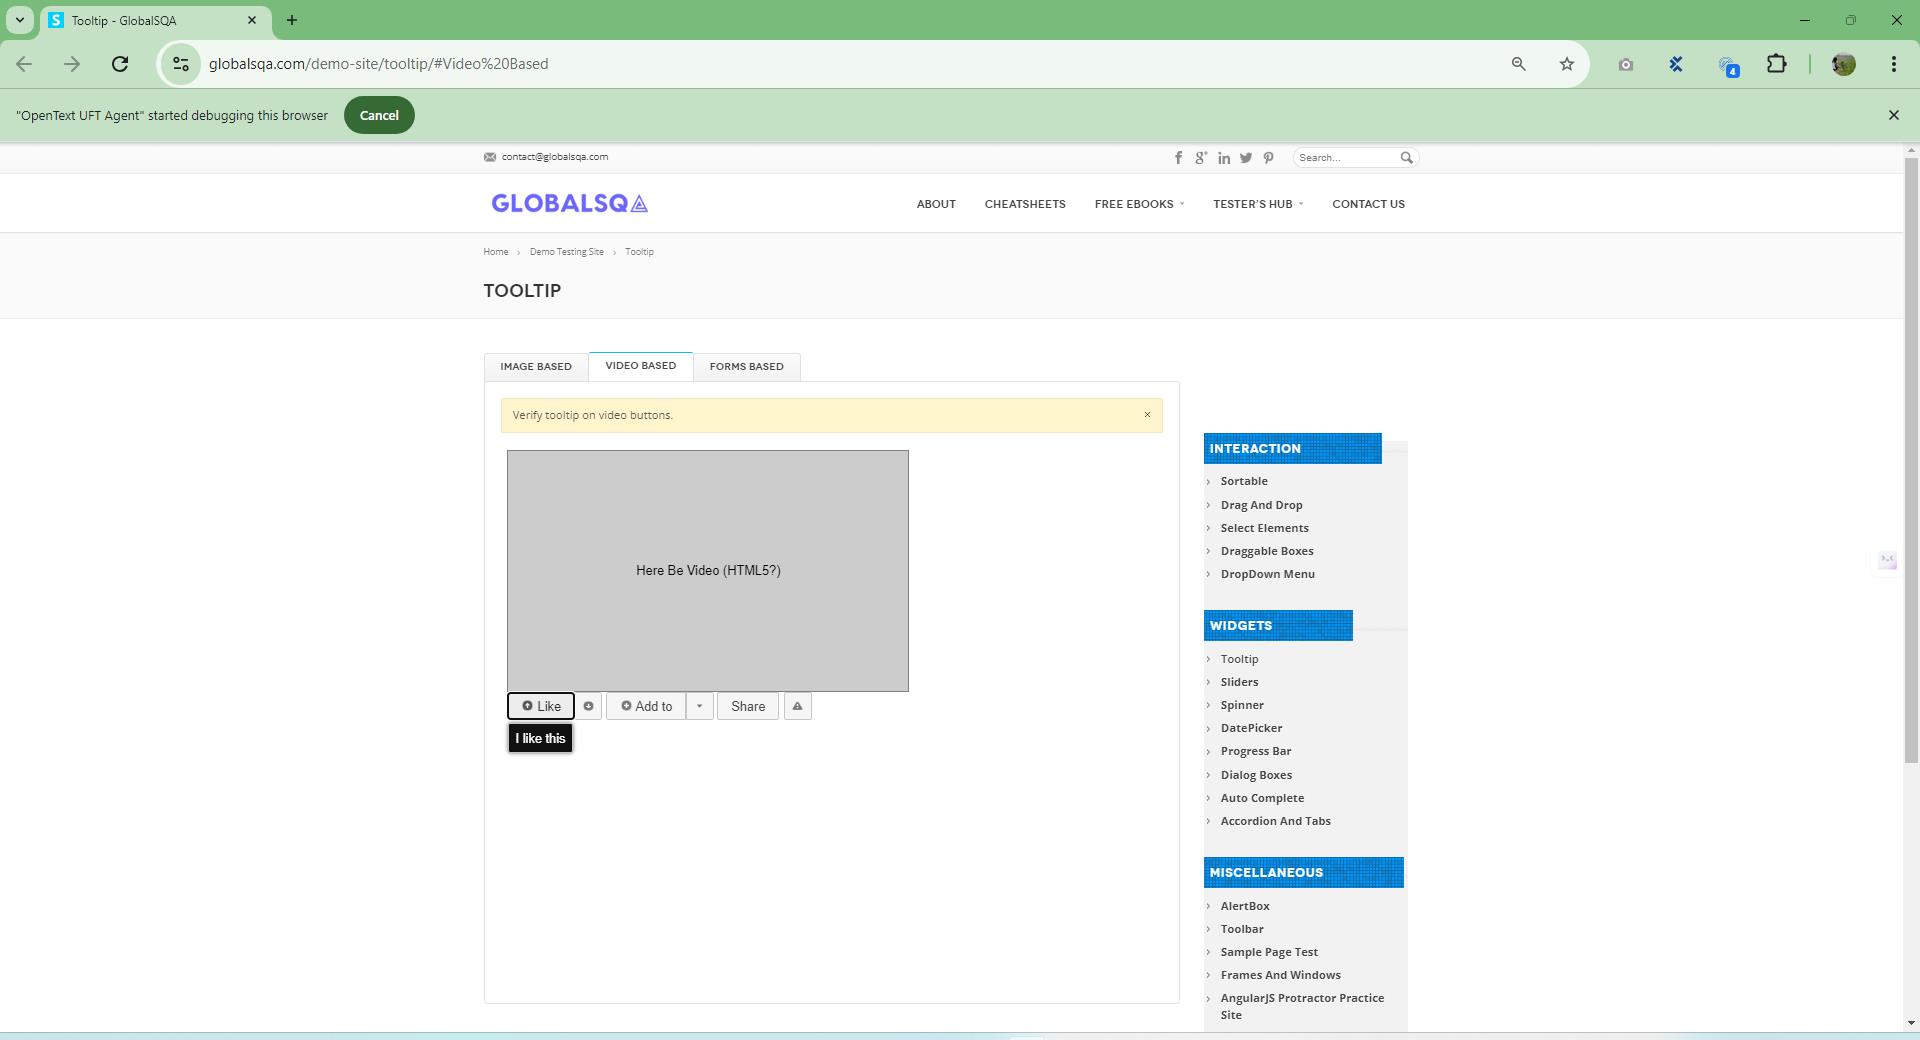 Tooltip - GlobalSQA
globalsqa.com/demo-site/tooltip/#Video%20Based
4
"OpenText UFT Agent" started debugging this browser
Cancel
contact@globalsqa.com
Search...
GLOBALSQA
ABOUT
CHEATSHEETS
FREE EBOOKS
TESTER'S HUB
CONTACT US
Home › Demo Testing Site › Tooltip
TOOLTIP
IMAGE BASED
VIDEO BASED
FORMS BASED
Verify tooltip on video buttons.
Here Be Video (HTML5?)
Like
Add to
Share
I like this
INTERACTION
Sortable
Drag And Drop
Select Elements
Draggable Boxes
DropDown Menu
WIDGETS
Tooltip
Sliders
Spinner
DatePicker
Progress Bar
Dialog Boxes
Auto Complete
Accordion And Tabs
MISCELLANEOUS
AlertBox
Toolbar
Sample Page Test
Frames And Windows
AngularJS Protractor Practice
Site